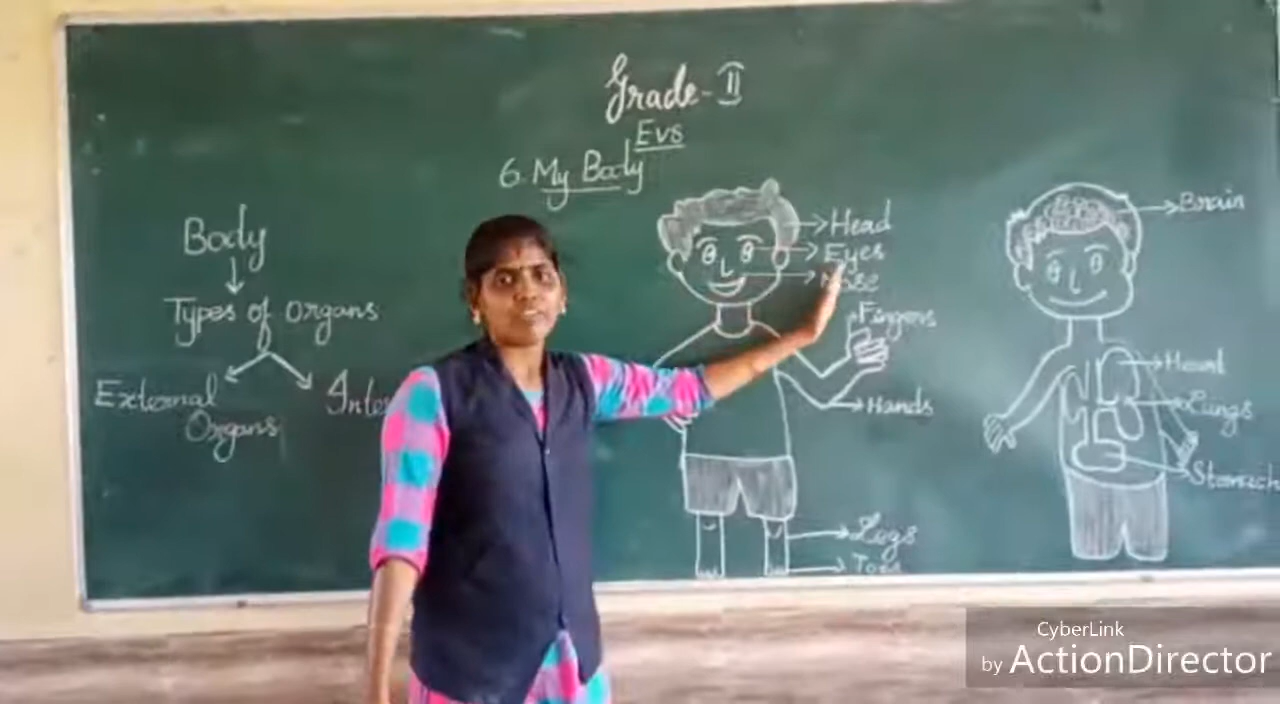 Grade - II
Evs
6. My Body
Body
Types of organs
External
Organs
Head
Eyes
Nose
Fingers
Hands
Legs
Toes
Brain
Heart
Lungs
Stomach
CyberLink
by ActionDirector